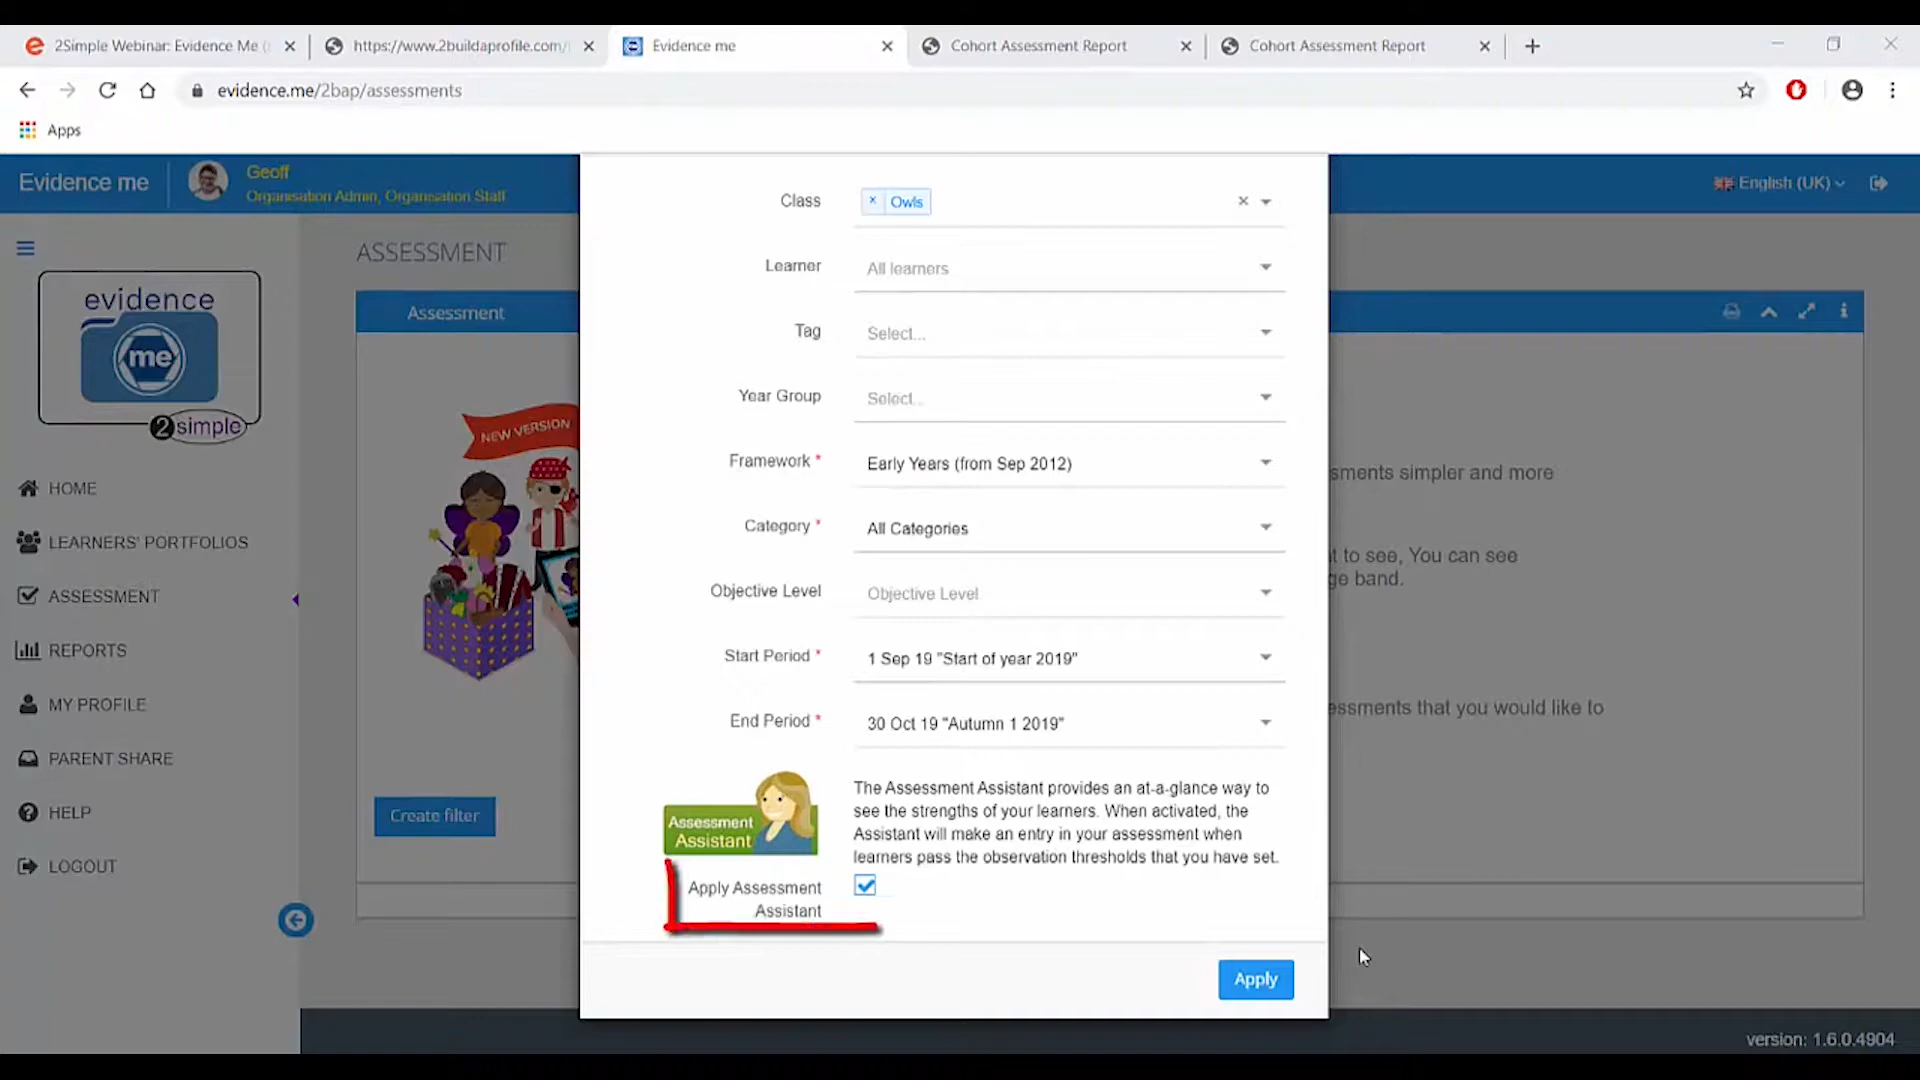 2Simple Webinar: Evidence Me (
https://www.2buildaprofile.com/
Evidence me
Cohort Assessment Report
Cohort Assessment Report
evidence.me/2bap/assessments
Apps
Evidence me
Geoff
Organisation Admin, Organisation Staff
English (UK)
evidence
me
2simple
HOME
LEARNERS' PORTFOLIOS
ASSESSMENT
REPORTS
MY PROFILE
PARENT SHARE
HELP
LOGOUT
ASSESSMENT
Assessment
NEW VERSION
Create filter
Class
Owls
Learner
All learners
Tag
Select...
Year Group
Select...
Framework *
Early Years (from Sep 2012)
Category *
All Categories
Objective Level
Objective Level
Start Period *
1 Sep 19 "Start of year 2019"
End Period *
30 Oct 19 "Autumn 1 2019"
Assessment
Assistant
The Assessment Assistant provides an at-a-glance way to
see the strengths of your learners. When activated, the
Assistant will make an entry in your assessment when
learners pass the observation thresholds that you have set.
Apply Assessment
Assistant
Apply
sments simpler and more
t to see, You can see
ge band.
essments that you would like to
version: 1.6.0.4904